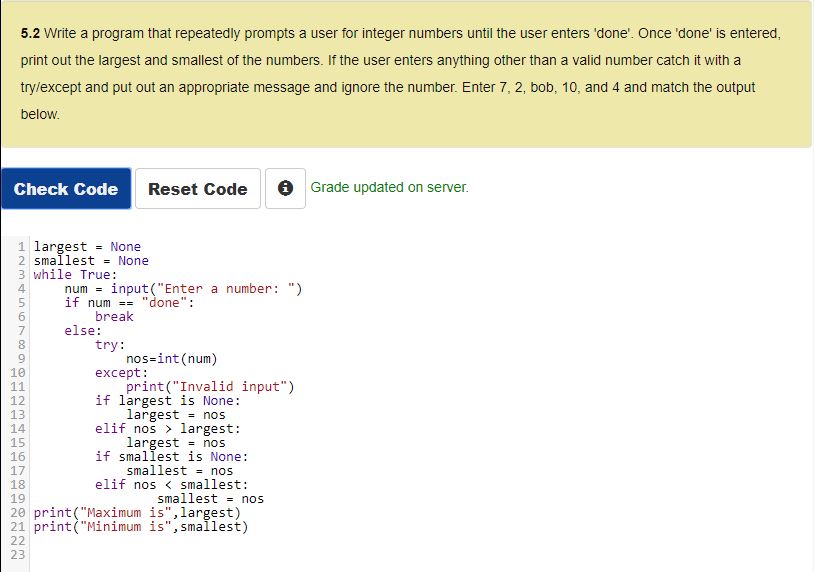 5.2 Write a program that repeatedly prompts a user for integer numbers until the user enters 'done'. Once 'done' is entered,
print out the largest and smallest of the numbers. If the user enters anything other than a valid number catch it with a
try/except and put out an appropriate message and ignore the number. Enter 7, 2, bob, 10, and 4 and match the output
below.
Check Code Reset Code Grade updated on server.
1 largest = None
2 smallest = None
3 while True:
4     num = input("Enter a number: ")
5     if num == "done":
6         break
7     else:
8         try:
9             nos=int(num)
10         except:
11             print("Invalid input")
12         if largest is None:
13             largest = nos
14         elif nos > largest:
15             largest = nos
16         if smallest is None:
17             smallest = nos
18         elif nos < smallest:
19                 smallest = nos
20 print("Maximum is",largest)
21 print("Minimum is",smallest)
22
23